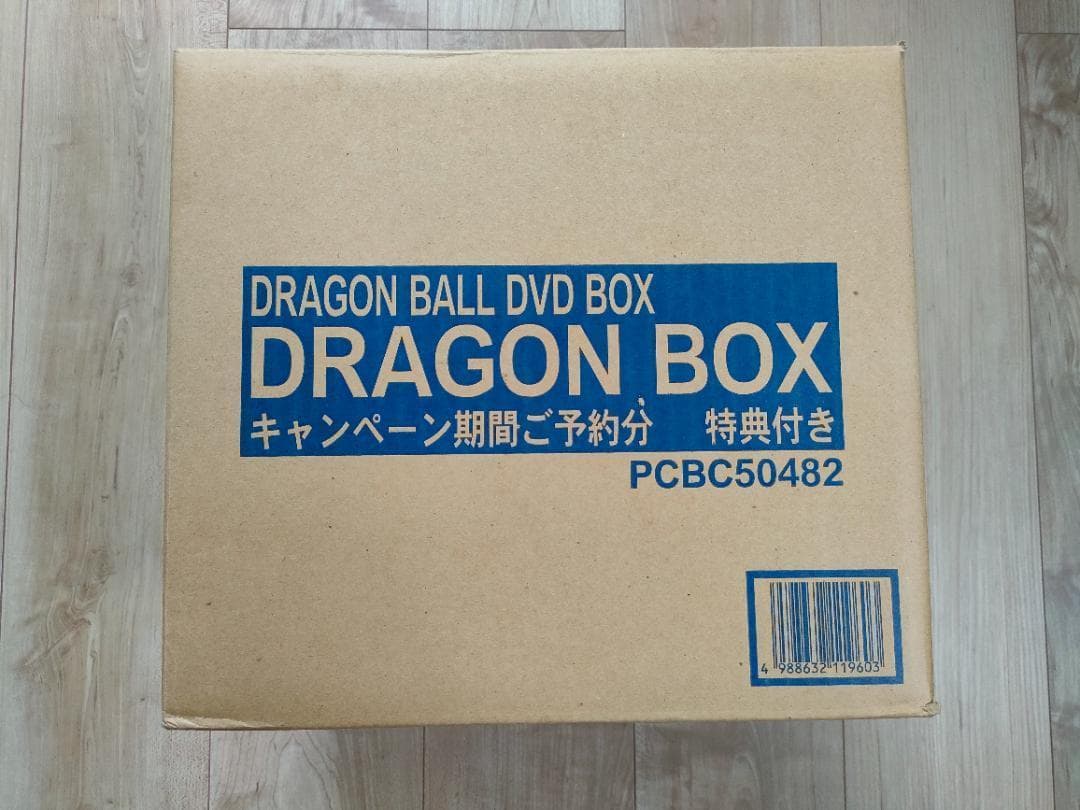 DRAGON BALL DVD BOX
DRAGON BOX
キャンペーン期間ご予約分　特典付き
PCBC50482
4 988632 119603